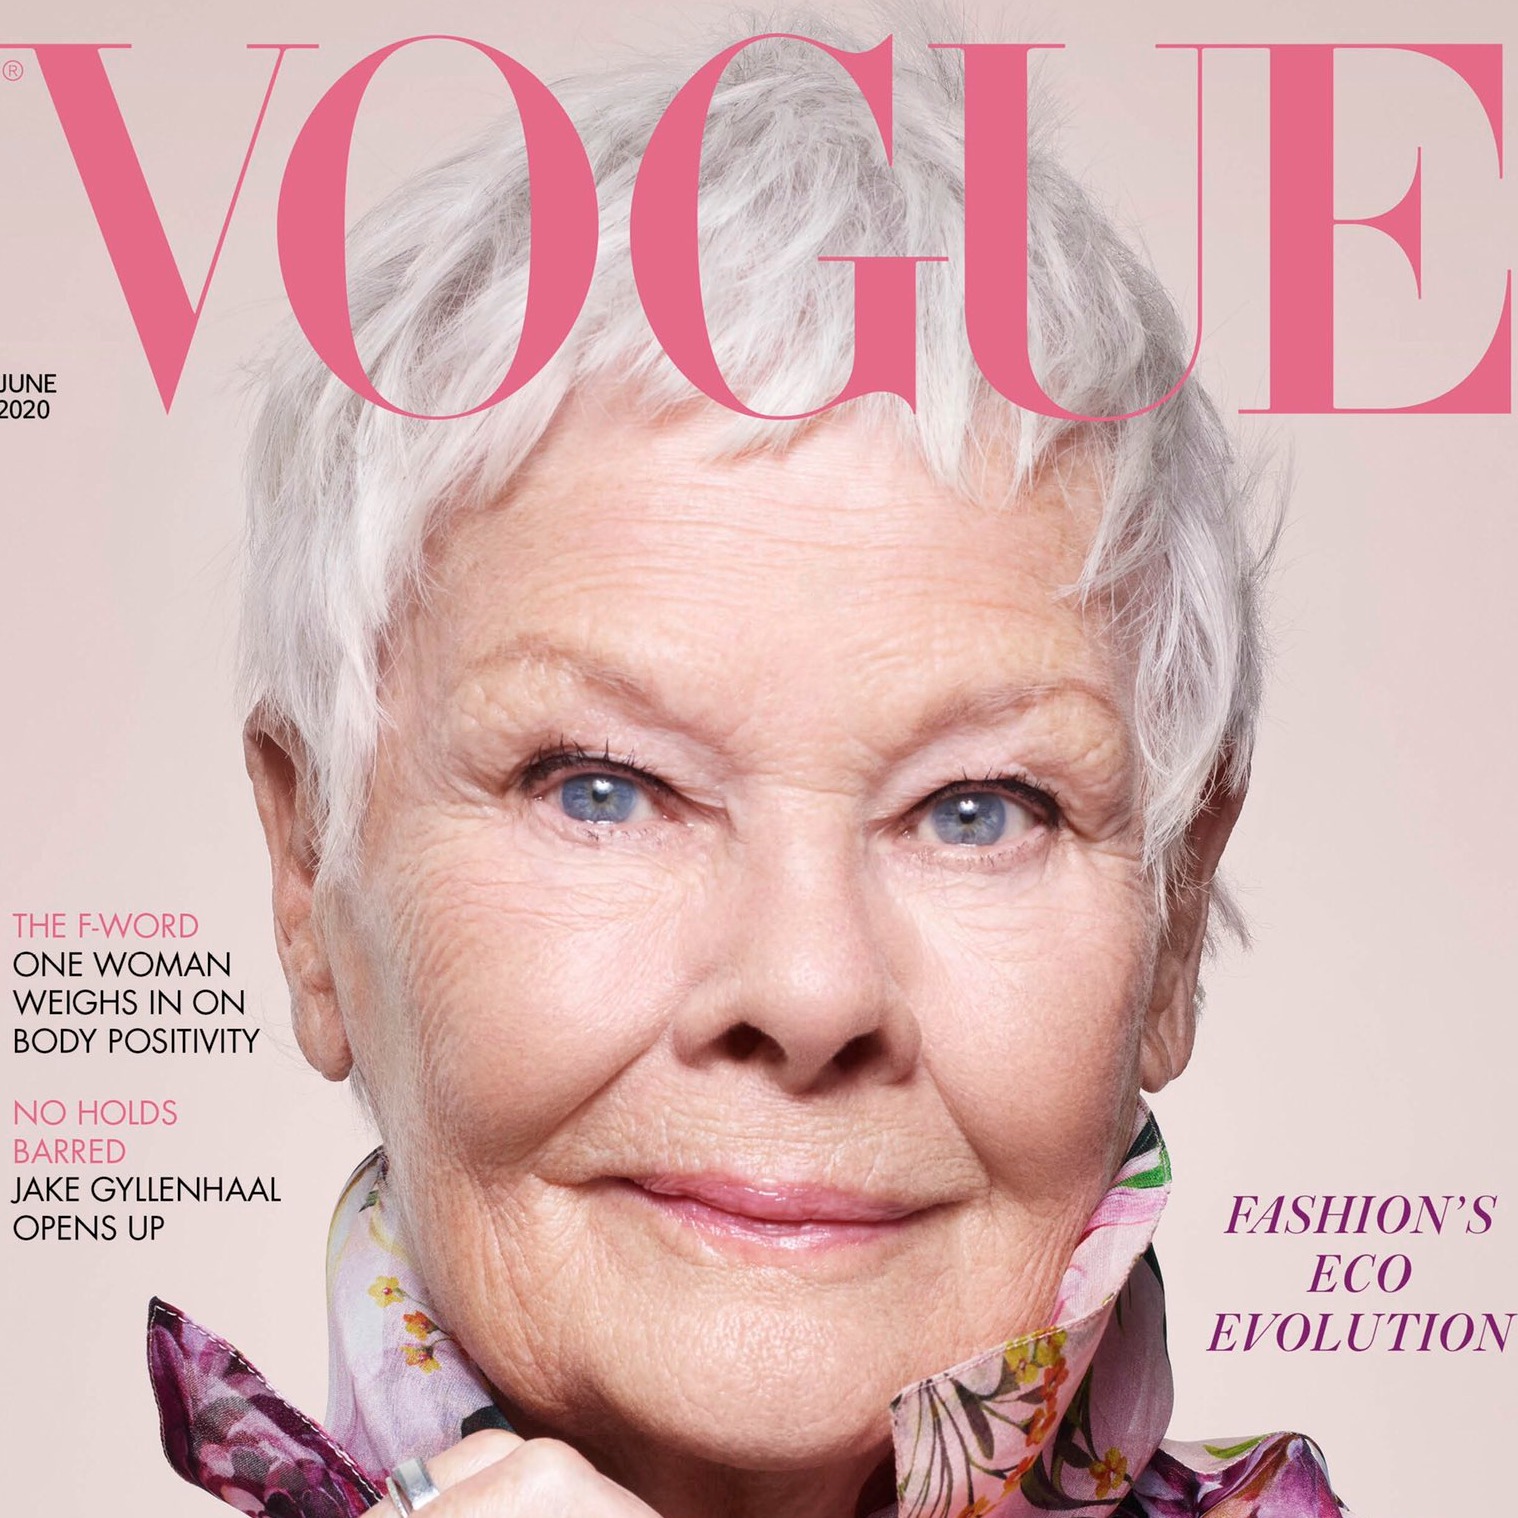 VOGUE
®
JUNE
2020
THE F-WORD
ONE WOMAN
WEIGHS IN ON
BODY POSITIVITY
NO HOLDS
BARRED
JAKE GYLLENHAAL
OPENS UP
FASHION’S
ECO
EVOLUTION